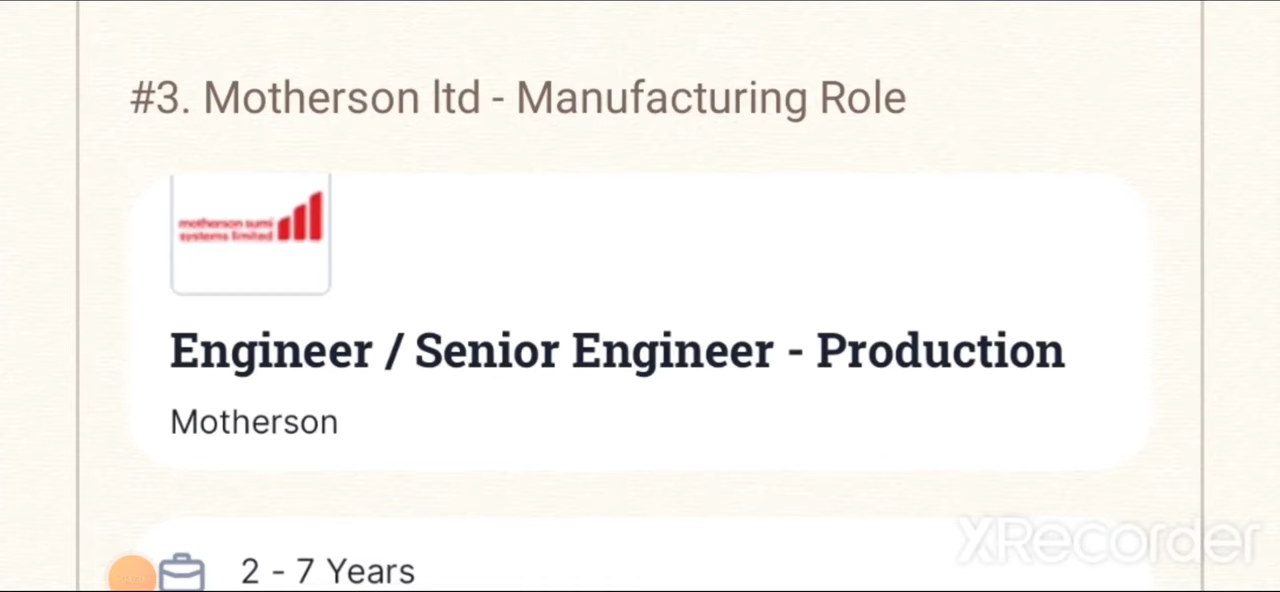 #3. Motherson ltd - Manufacturing Role
motherson sumi
systems limited
Engineer / Senior Engineer - Production
Motherson
2 - 7 Years
XRecorder